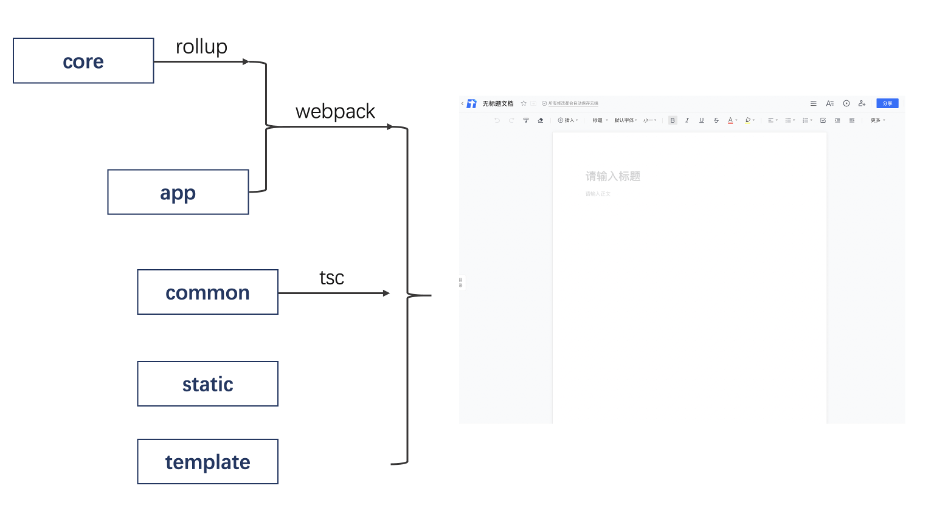 core
rollup
webpack
app
common
tsc
static
template
无标题文档
分享
插入
标题
默认字体
B I U S A
更多
请输入标题
请输入正文